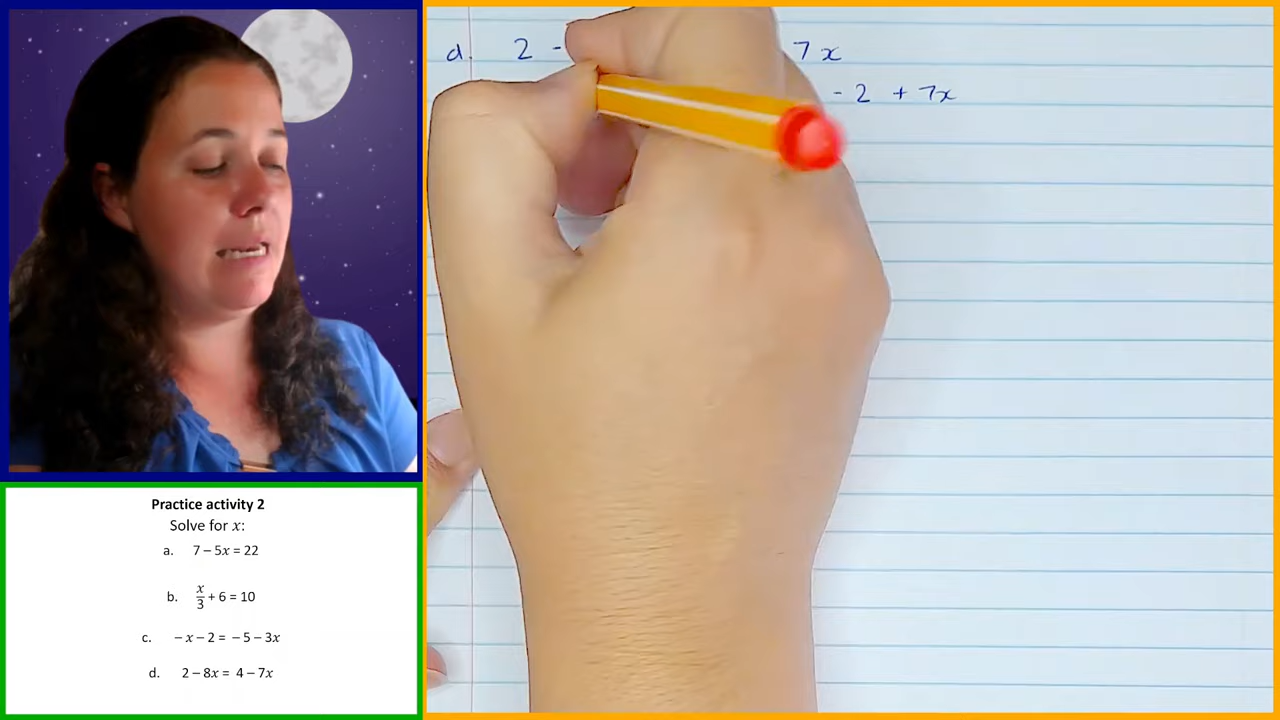 d. 2 - 7x
- 2 + 7x
Practice activity 2
Solve for x:
a. 7 – 5x = 22
b. x/3 + 6 = 10
c. – x – 2 = – 5 – 3x
d. 2 – 8x = 4 – 7x